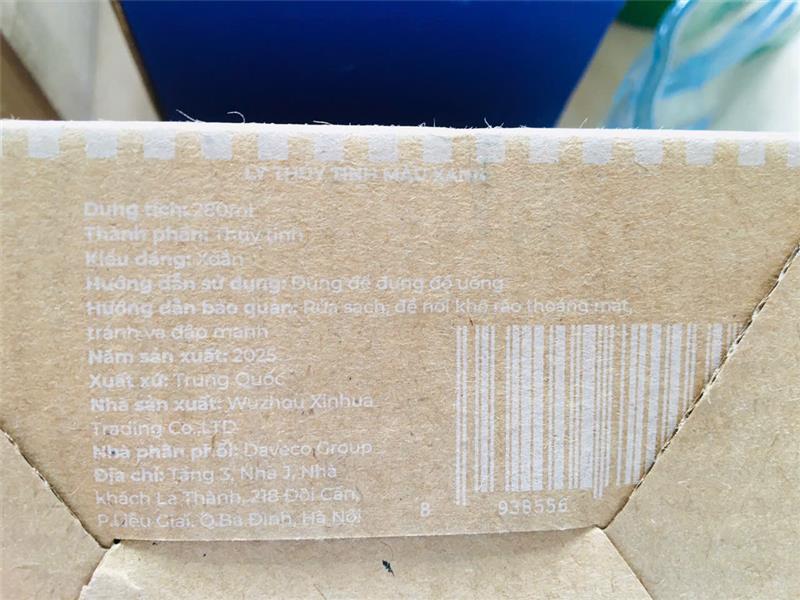 LY THỦY TINH MÀU XANH
Dung tích: 280ml
Thành phần: Thủy tinh
Kiểu dáng: Xoắn
Hướng dẫn sử dụng: Dùng để đựng đồ uống
Hướng dẫn bảo quản: Rửa sạch, để nơi khô ráo thoáng mát,
tránh va đập mạnh
Năm sản xuất: 2025
Xuất xứ: Trung Quốc
Nhà sản xuất: Wuzhou Xinhua
Trading Co.,LTD
Nhà phân phối: Daveco Group
Địa chỉ: Tầng 3, Nhà J, Nhà
khách La Thành, 218 Đội Cấn,
P.Liễu Giai, Q.Ba Đình, Hà Nội
8 938556